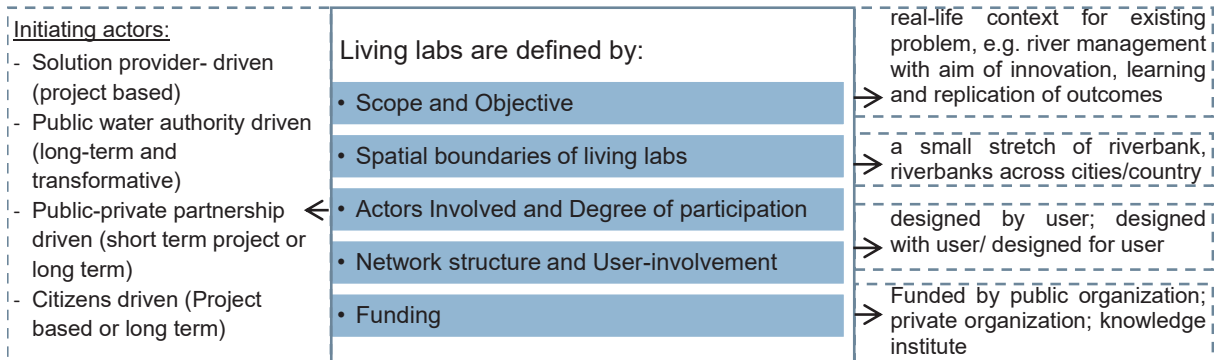 Initiating actors:
- Solution provider- driven
(project based)
- Public water authority driven
(long-term and
transformative)
- Public-private partnership
driven (short term project or
long term)
- Citizens driven (Project
based or long term)
Living labs are defined by:
• Scope and Objective
• Spatial boundaries of living labs
• Actors Involved and Degree of participation
• Network structure and User-involvement
• Funding
real-life context for existing
problem, e.g. river management
with aim of innovation, learning
and replication of outcomes
a small stretch of riverbank,
riverbanks across cities/country
designed by user; designed
with user/ designed for user
Funded by public organization;
private organization; knowledge
institute